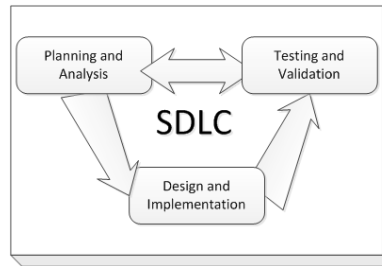 Planning and
Analysis
Testing and
Validation
SDLC
Design and
Implementation